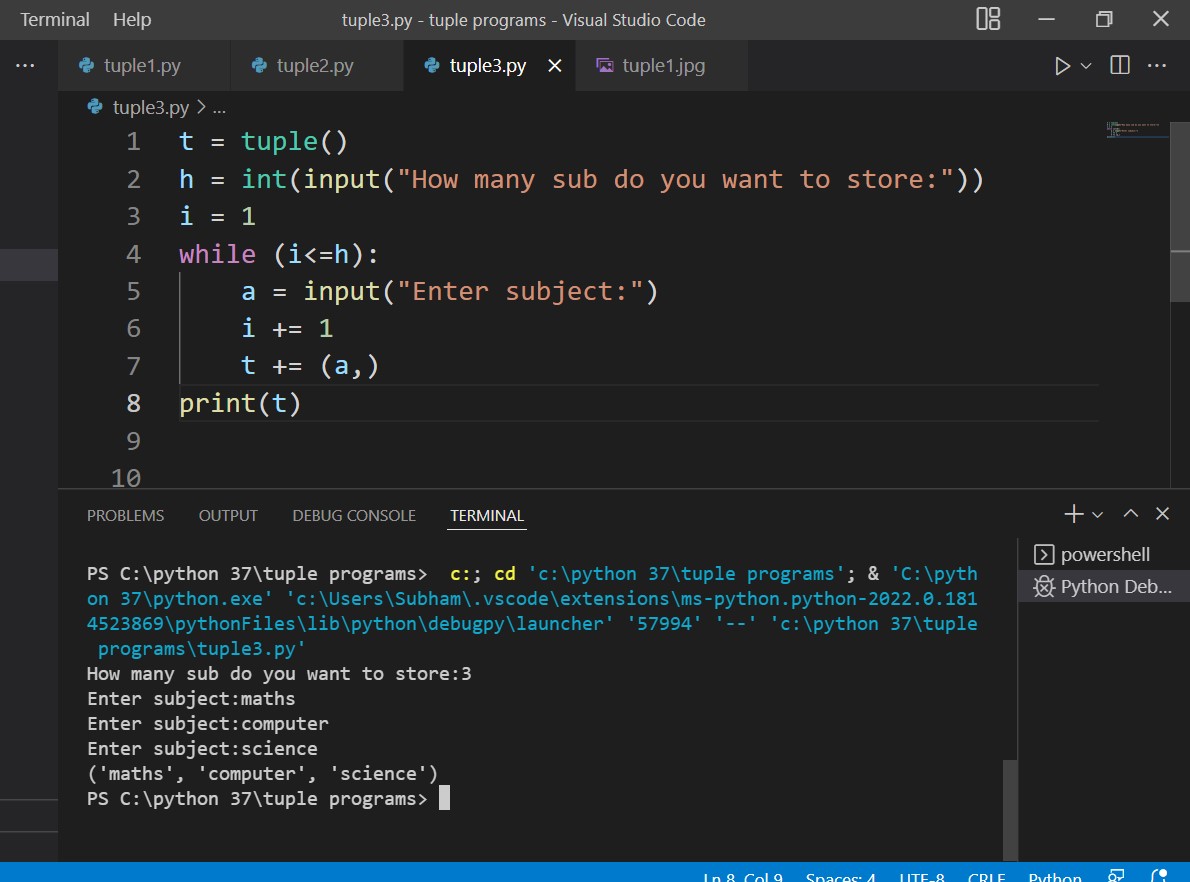 Terminal Help tuple3.py - tuple programs - Visual Studio Code
... tuple1.py tuple2.py tuple3.py tuple1.jpg ...
tuple3.py > ...
1 t = tuple()
2 h = int(input("How many sub do you want to store:"))
3 i = 1
4 while (i<=h):
5 a = input("Enter subject:")
6 i += 1
7 t += (a,)
8 print(t)
9
10
PROBLEMS OUTPUT DEBUG CONSOLE TERMINAL
powershell
Python Deb...
PS C:\python 37\tuple programs>  c:; cd 'c:\python 37\tuple programs'; & 'C:\pyth
on 37\python.exe' 'c:\Users\Subham\.vscode\extensions\ms-python.python-2022.0.181
4523869\pythonFiles\lib\python\debugpy\launcher' '57994' '--' 'c:\python 37\tuple
programs\tuple3.py'
How many sub do you want to store:3
Enter subject:maths
Enter subject:computer
Enter subject:science
('maths', 'computer', 'science')
PS C:\python 37\tuple programs>
Ln 8, Col 9 Spaces: 4 UTF-8 CRLF Python